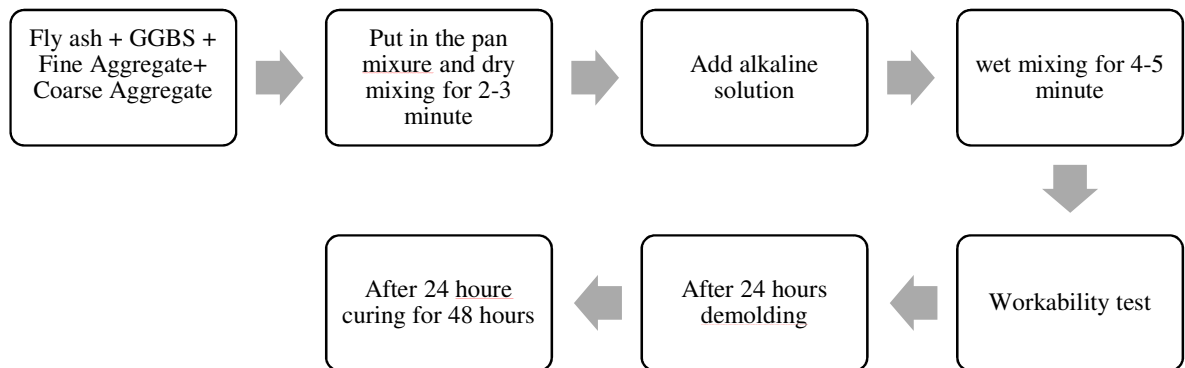 Fly ash + GGBS +
Fine Aggregate+
Coarse Aggregate
Put in the pan
mixure and dry
mixing for 2-3
minute
Add alkaline
solution
wet mixing for 4-5
minute
Workability test
After 24 hours
demolding
After 24 houre
curing for 48 hours